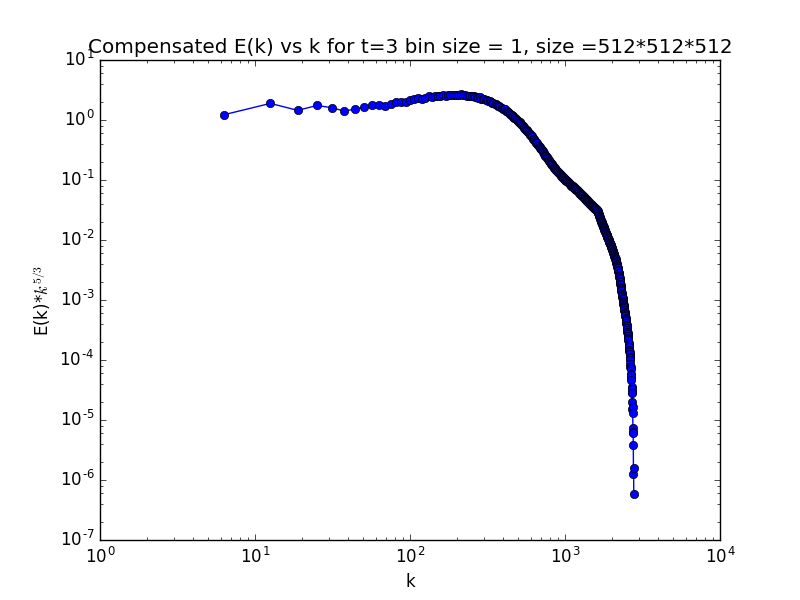 Compensated E(k) vs k for t=3 bin size = 1, size =512*512*512
10^1
10^0
10^-1
10^-2
10^-3
10^-4
10^-5
10^-6
10^-7
E(k)*k^5/3
10^0 10^1 10^2 10^3 10^4
k